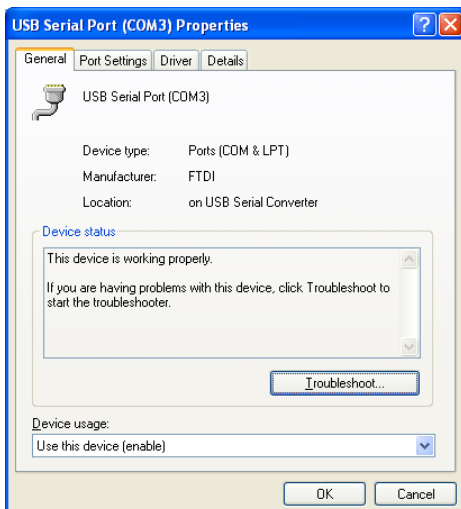 USB Serial Port (COM3) Properties
General Port Settings Driver Details
USB Serial Port (COM3)
Device type: Ports (COM & LPT)
Manufacturer: FTDI
Location: on USB Serial Converter
Device status
This device is working properly.
If you are having problems with this device, click Troubleshoot to
start the troubleshooter.
Troubleshoot...
Device usage:
Use this device (enable)
OK Cancel